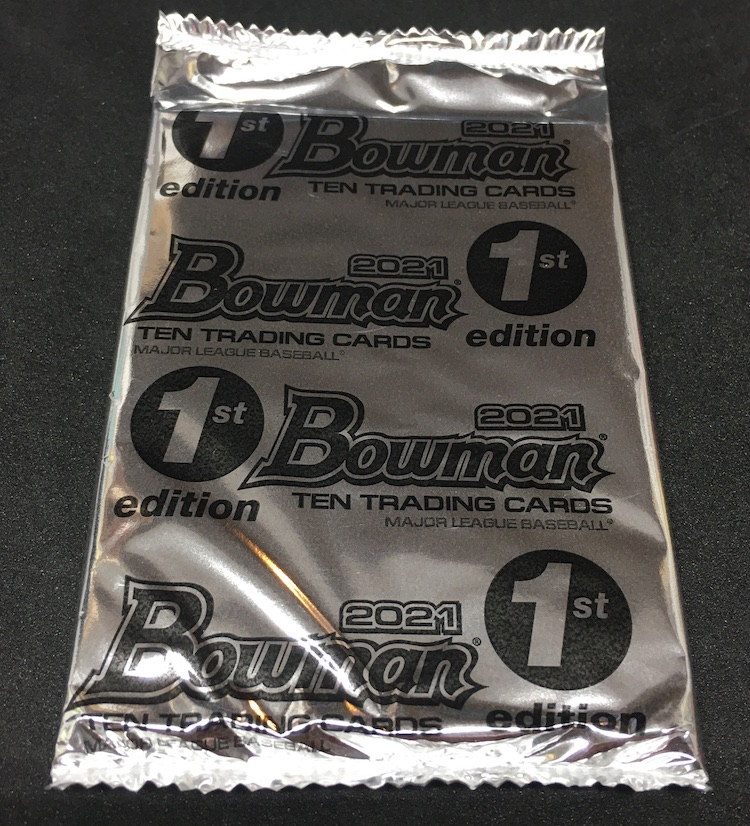 1st 2021
Bowman
edition TEN TRADING CARDS
MAJOR LEAGUE BASEBALL®
2021 1st
Bowman®
TEN TRADING CARDS edition
MAJOR LEAGUE BASEBALL®
1st 2021
Bowman®
edition TEN TRADING CARDS
MAJOR LEAGUE BASEBALL®
2021 1st
Bowman®
TEN TRADING CARDS edition
MAJOR LEAGUE BASEBALL